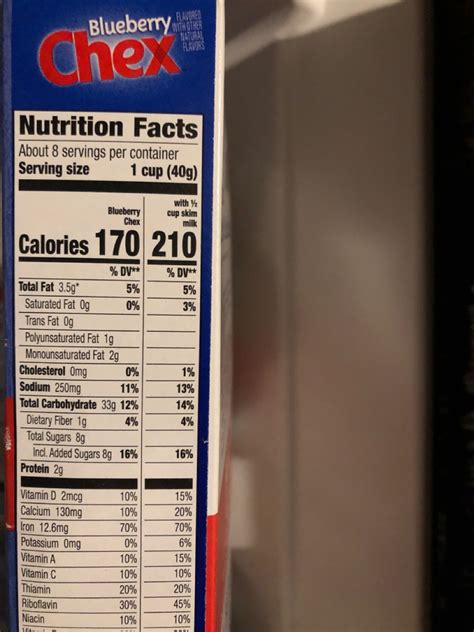 Blueberry
Chex
FLAVORED
WITH OTHER
NATURAL
FLAVORS
Nutrition Facts
About 8 servings per container
Serving size 1 cup (40g)
Blueberry Chex
with ½ cup skim milk
Calories 170 210
% DV** % DV**
Total Fat 3.5g* 5% 5%
Saturated Fat 0g 0% 3%
Trans Fat 0g
Polyunsaturated Fat 1g
Monounsaturated Fat 2g
Cholesterol 0mg 0% 1%
Sodium 250mg 11% 13%
Total Carbohydrate 33g 12% 14%
Dietary Fiber 1g 4% 4%
Total Sugars 8g
Incl. Added Sugars 8g 16% 16%
Protein 2g
Vitamin D 2mcg 10% 15%
Calcium 130mg 10% 20%
Iron 12.6mg 70% 70%
Potassium 0mg 0% 6%
Vitamin A 10% 15%
Vitamin C 10% 10%
Thiamin 20% 20%
Riboflavin 30% 45%
Niacin 10% 10%